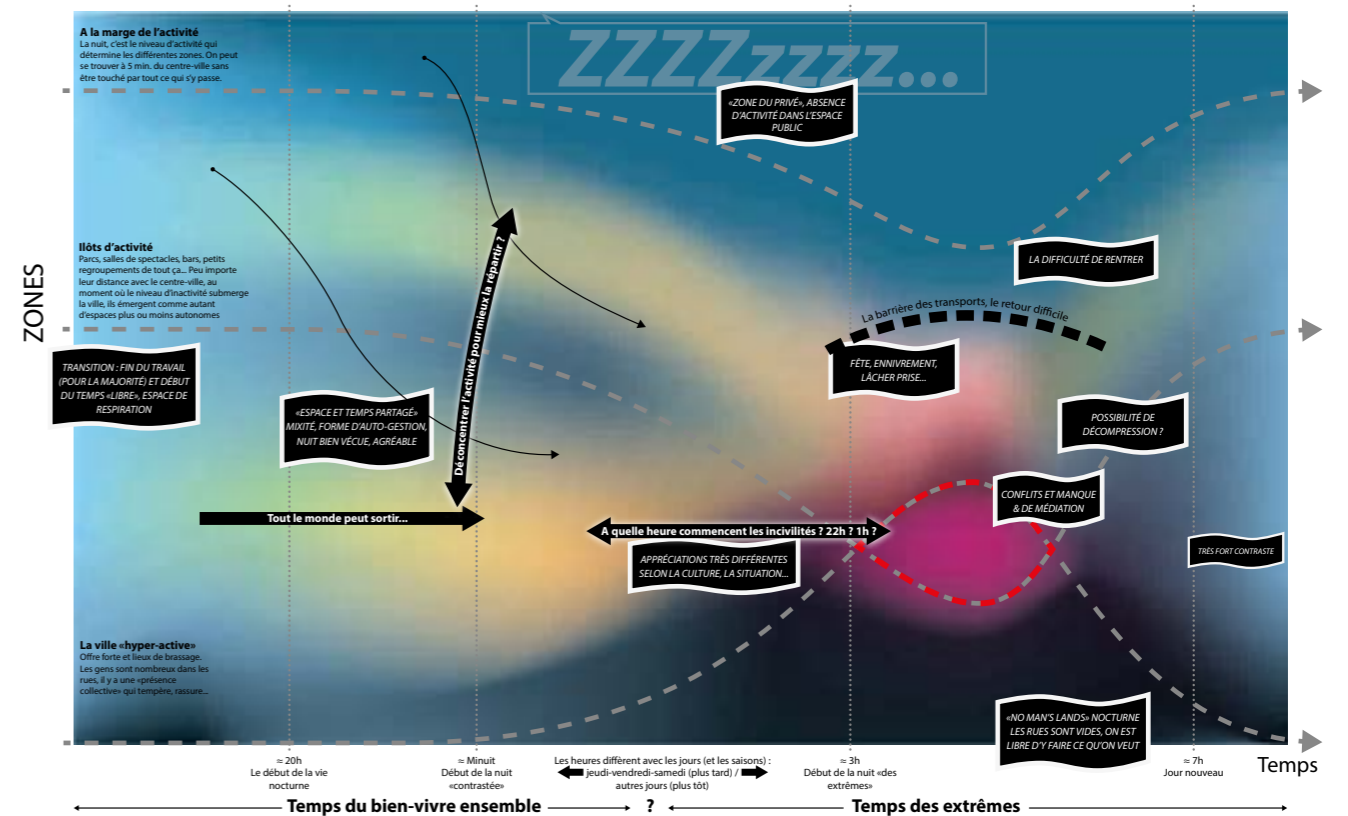 ZZZZzzzz...
A la marge de l’activité
La nuit, c’est le niveau d’activité qui
détermine les différentes zones. On peut
se trouver à 5 min. du centre-ville sans
être touché par tout ce qui s’y passe.
«ZONE DU PRIVÉ», ABSENCE
D’ACTIVITÉ DANS L’ESPACE
PUBLIC
ZONES
Ilôts d’activité
Parcs, salles de spectacles, bars, petits
regroupements de tout ça... Peu importe
leur distance avec le centre-ville, au
moment où le niveau d’inactivité submerge
la ville, ils émergent comme autant
d’espaces plus ou moins autonomes
Déconcentrer l’activité pour mieux la répartir ?
LA DIFFICULTÉ DE RENTRER
La barrière des transports, le retour difficile
TRANSITION : FIN DU TRAVAIL
(POUR LA MAJORITÉ) ET DÉBUT
DU TEMPS «LIBRE», ESPACE DE
RESPIRATION
«ESPACE ET TEMPS PARTAGÉ»
MIXITÉ, FORME D’AUTO-GESTION,
NUIT BIEN VÉCUE, AGRÉABLE
FÊTE, ENNIVREMENT,
LÂCHER PRISE...
POSSIBILITÉ DE
DÉCOMPRESSION ?
CONFLITS ET MANQUE
& DE MÉDIATION
Tout le monde peut sortir...
A quelle heure commencent les incivilités ? 22h ? 1h ?
APPRÉCIATIONS TRÈS DIFFÉRENTES
SELON LA CULTURE, LA SITUATION...
TRÈS FORT CONTRASTE
La ville «hyper-active»
Offre forte et lieux de brassage.
Les gens sont nombreux dans les
rues, il y a une «présence
collective» qui tempère, rassure...
«NO MAN’S LANDS» NOCTURNE
LES RUES SONT VIDES, ON EST
LIBRE D’Y FAIRE CE QU’ON VEUT
≈ 20h
Le début de la vie
nocturne
≈ Minuit
Début de la nuit
«contrastée»
Les heures diffèrent avec les jours (et les saisons) :
jeudi-vendredi-samedi (plus tard) /
autres jours (plus tôt)
≈ 3h
Début de la nuit «des
extrêmes»
≈ 7h
Jour nouveau
Temps
Temps du bien-vivre ensemble
?
Temps des extrêmes